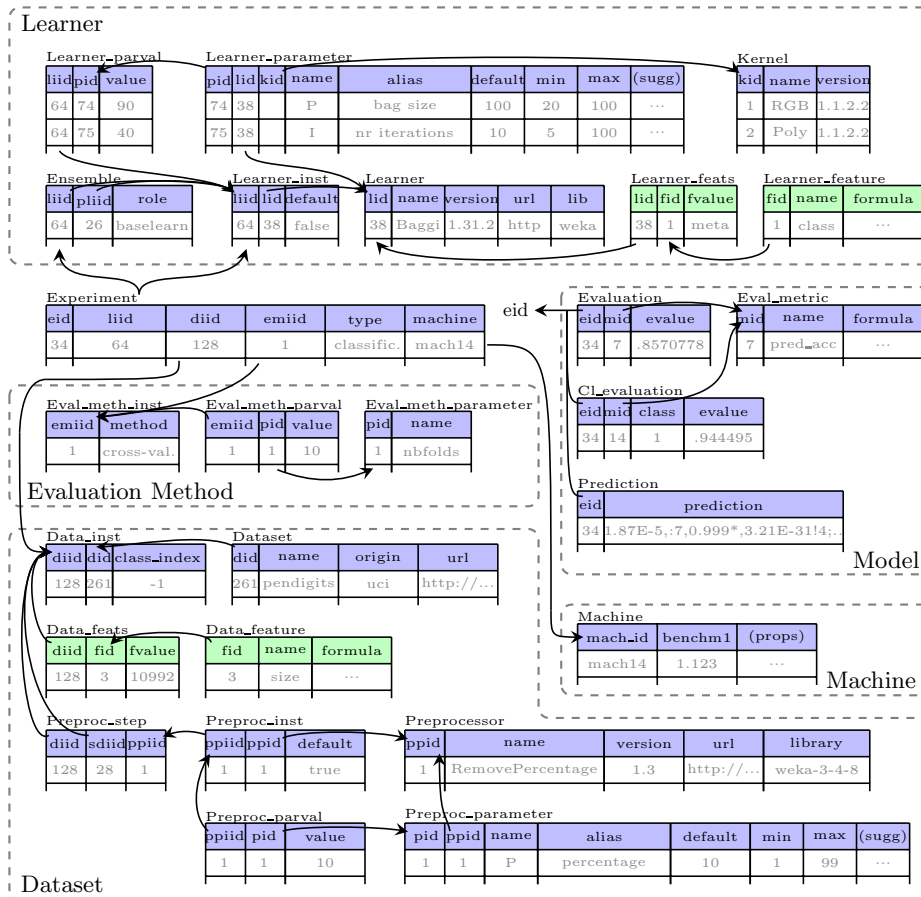 Learner
Learner_parval Learner_parameter Kernel
liid pid value pid lid kid name alias default min max (sugg) kid name version
64 74 90 74 38 P bag size 100 20 100 ... 1 RGB 1.1.2.2
64 75 40 75 38 I nr iterations 10 5 100 ... 2 Poly 1.1.2.2
Ensemble Learner_inst Learner Learner_feats Learner_feature
liid pliid role liid lid default lid name version url lib lid fid fvalue fid name formula
64 26 baselearn 64 38 false 38 Baggi 1.31.2 http weka 38 1 meta 1 class ...
Experiment eid Evaluation Eval_metric
eid liid diid emiid type machine eid mid evalue mid name formula
34 64 128 1 classific. mach14 34 7 .8570778 7 pred_acc ...
Eval_meth_inst Eval_meth_parval Eval_meth_parameter Cl_evaluation
emiid method emiid pid value pid name eid mid class evalue
1 cross-val. 1 1 10 1 nbfolds 34 14 1 .944495
Evaluation Method Prediction
eid prediction
34 1.87E-5,:7,0.999*,3.21E-31!4;..
Data_inst Dataset Model
diid did class_index did name origin url
128 261 -1 261 pendigits uci http://...
Data_feats Data_feature Machine
diid fid fvalue fid name formula mach_id benchm1 (props)
128 3 10992 3 size ... mach14 1.123 ...
Machine
Preproc_step Preproc_inst Preprocessor
diid sdiid ppiid ppiid ppid default ppid name version url library
128 28 1 1 1 true 1 RemovePercentage 1.3 http://... weka-3-4-8
Preproc_parval Preproc_parameter
ppiid pid value pid ppid name alias default min max (sugg)
1 1 10 1 1 P percentage 10 1 99 ...
Dataset